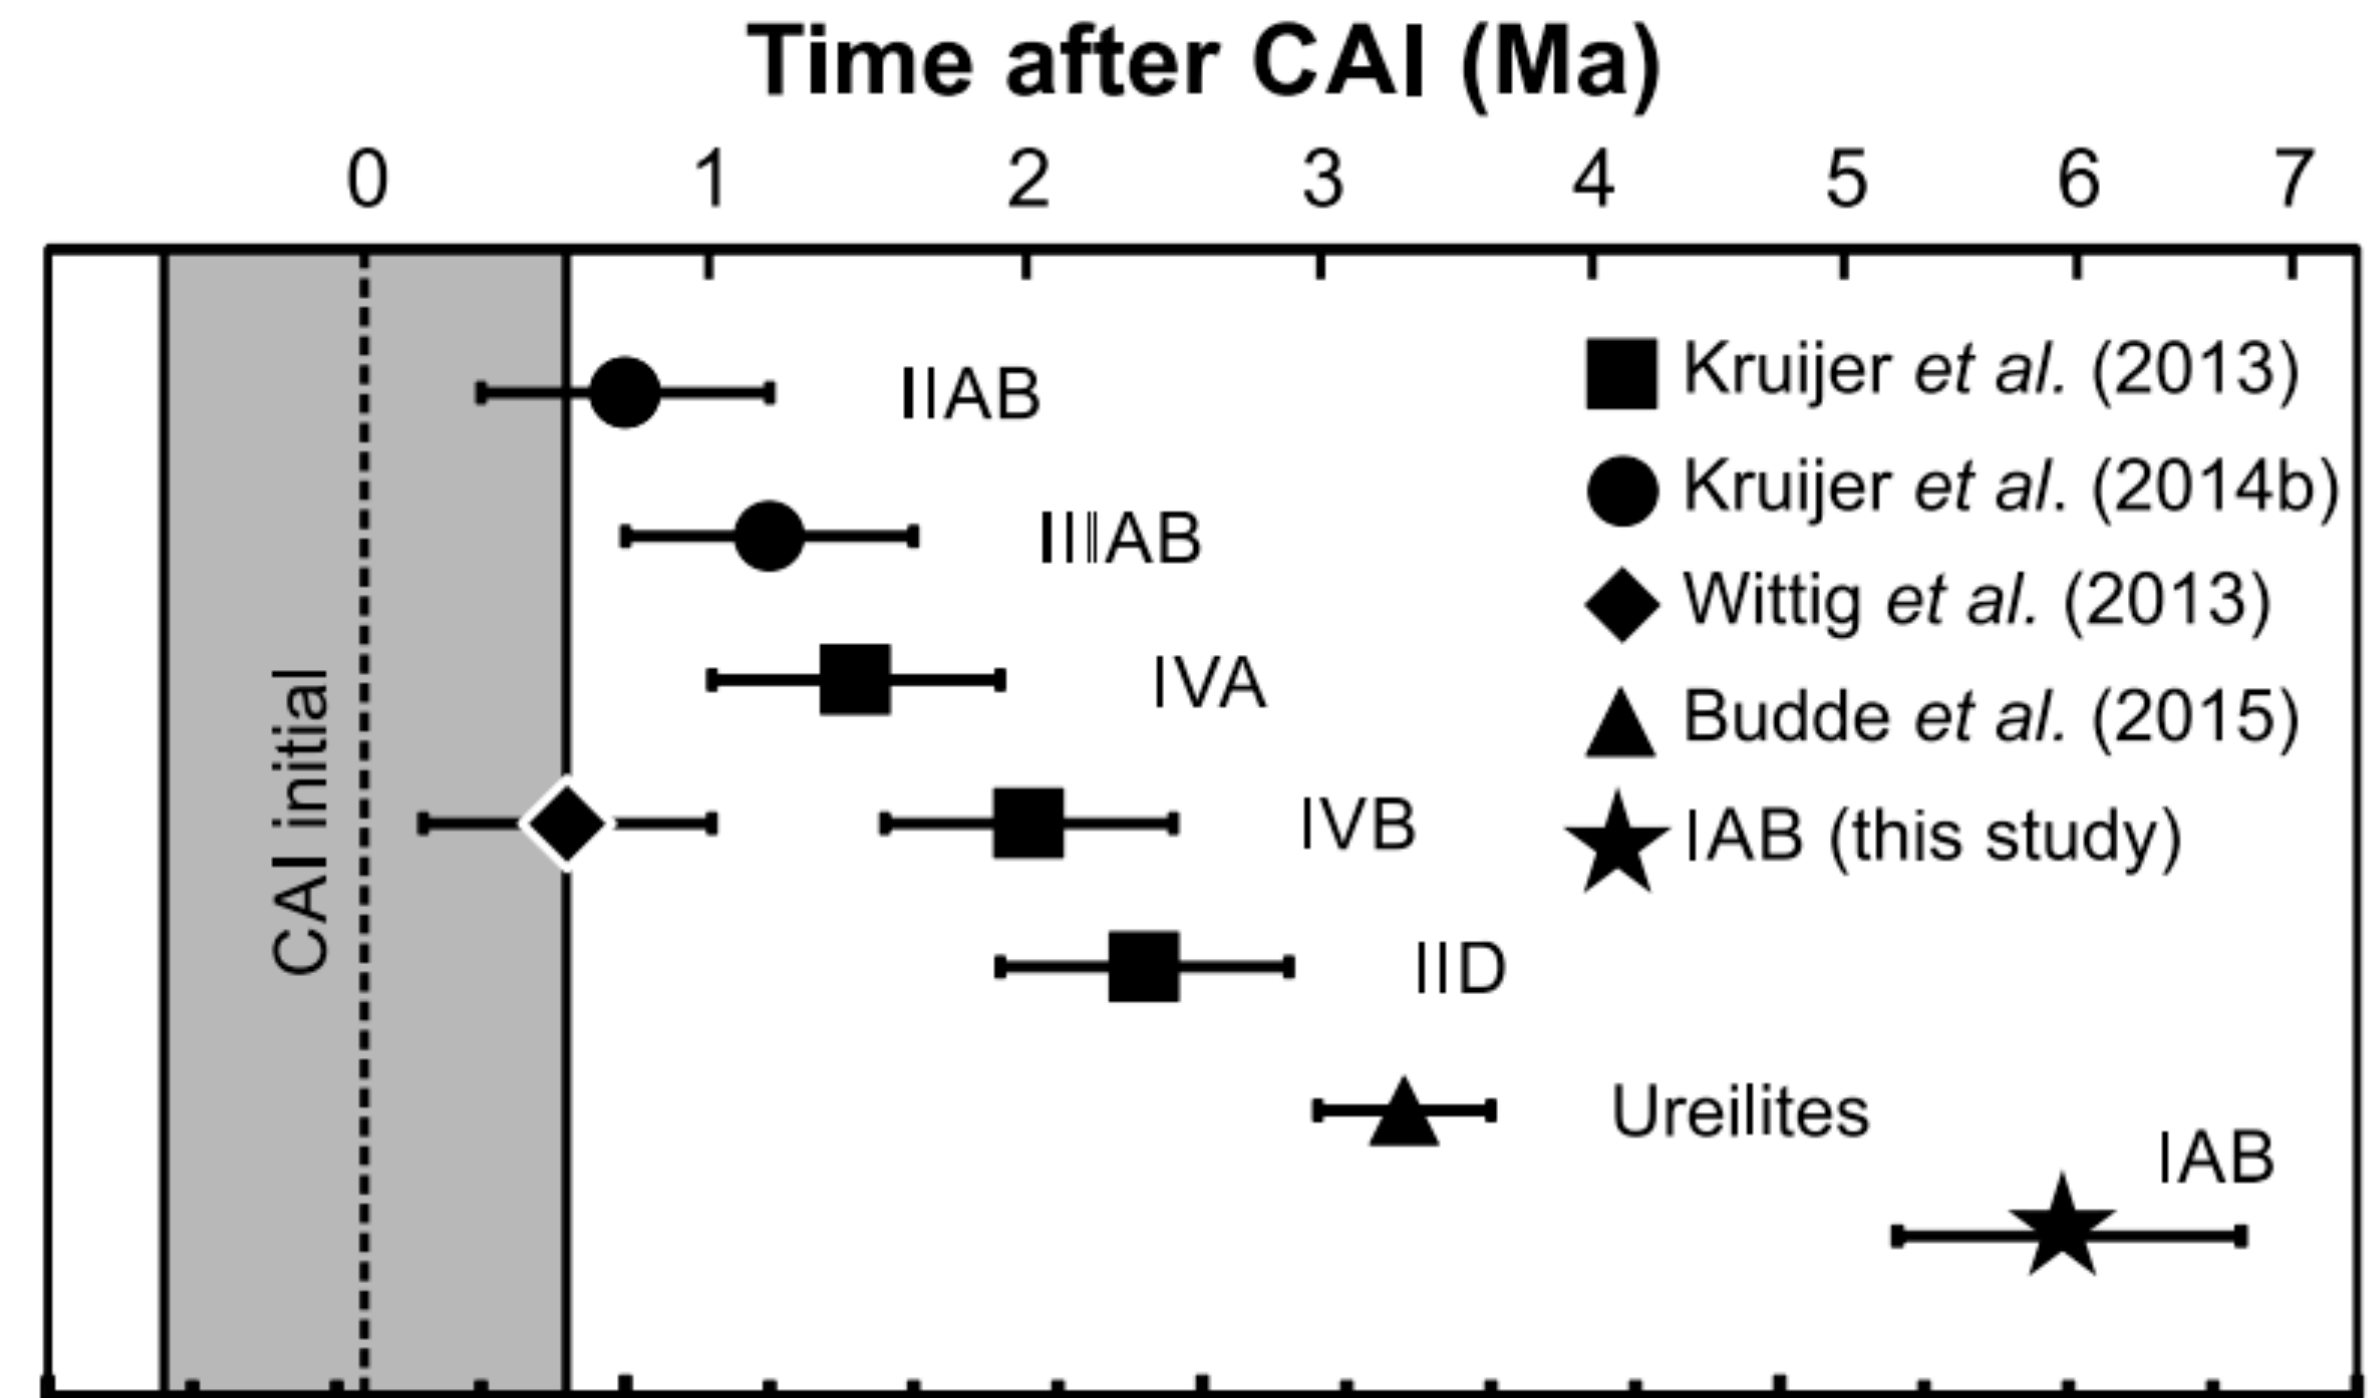 Time after CAI (Ma)
0 1 2 3 4 5 6 7
IIAB
IIIAB
IVA
IVB
IID
Ureilites
IAB
CAI initial
Kruijer et al. (2013)
Kruijer et al. (2014b)
Wittig et al. (2013)
Budde et al. (2015)
IAB (this study)